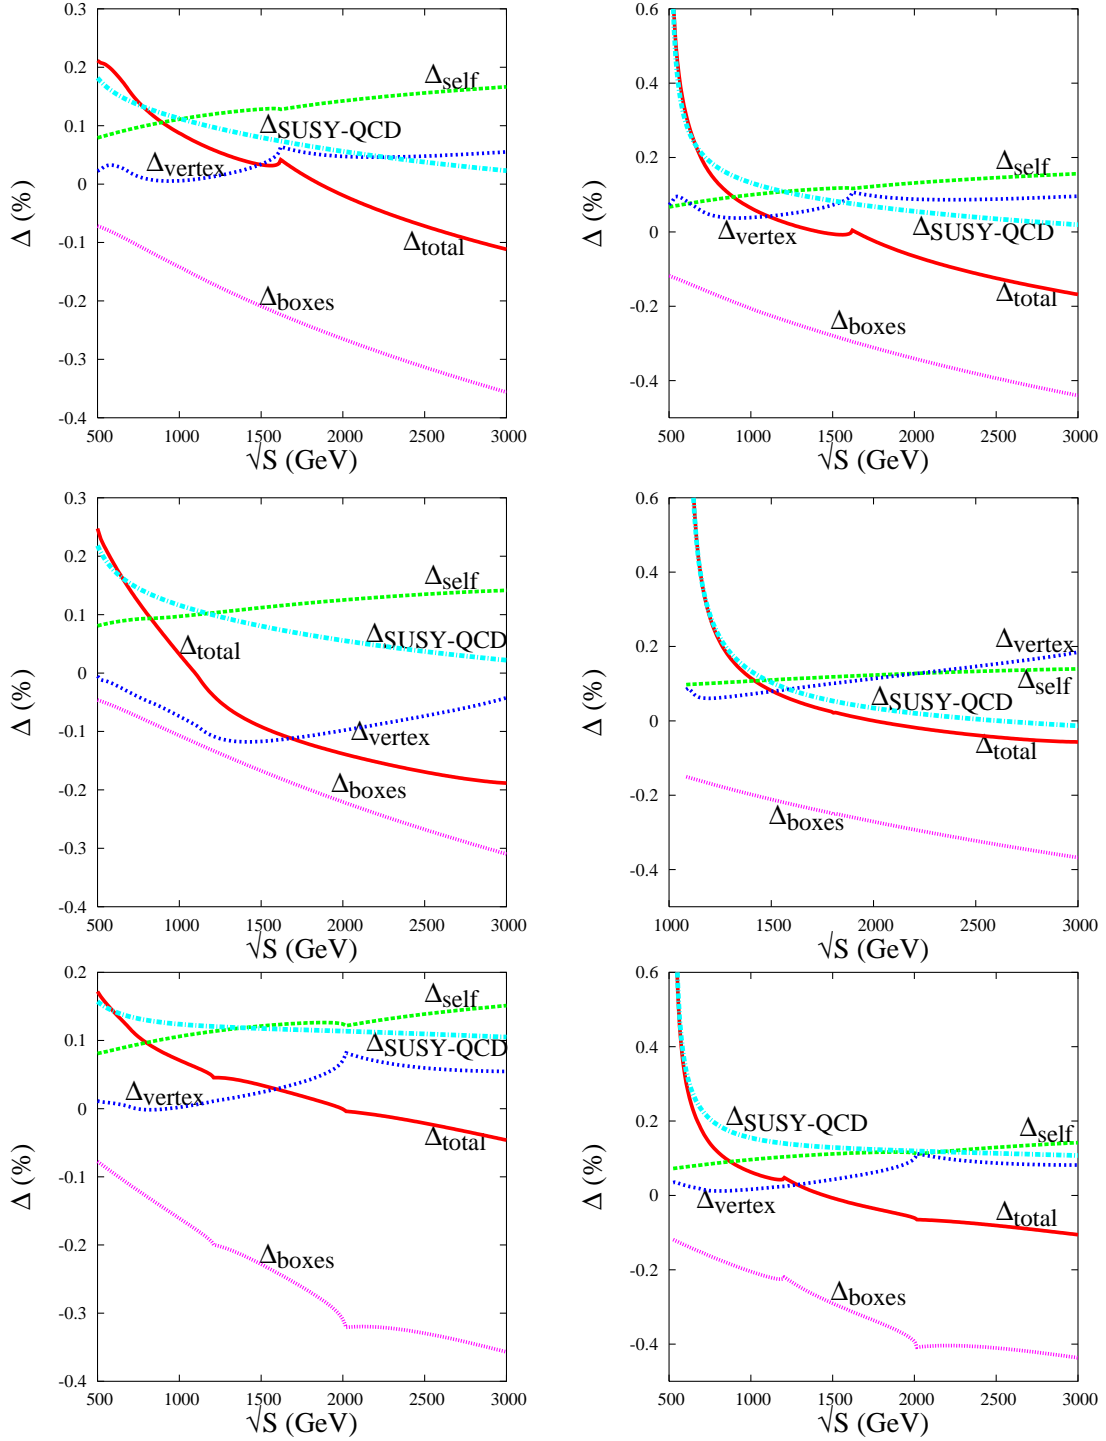 0.3
0.2
0.1
0
-0.1
-0.2
-0.3
-0.4
500 1000 1500 2000 2500 3000
Δ (%)
√S (GeV)
Δself
ΔSUSY-QCD
Δvertex
Δtotal
Δboxes
0.6
0.4
0.2
0
-0.2
-0.4
500 1000 1500 2000 2500 3000
Δ (%)
√S (GeV)
Δself
Δvertex
ΔSUSY-QCD
Δtotal
Δboxes
0.3
0.2
0.1
0
-0.1
-0.2
-0.3
-0.4
500 1000 1500 2000 2500 3000
Δ (%)
√S (GeV)
Δself
Δtotal
ΔSUSY-QCD
Δvertex
Δboxes
0.6
0.4
0.2
0
-0.2
-0.4
1000 1500 2000 2500 3000
Δ (%)
√S (GeV)
Δvertex
Δself
ΔSUSY-QCD
Δtotal
Δboxes
0.2
0.1
0
-0.1
-0.2
-0.3
-0.4
500 1000 1500 2000 2500 3000
Δ (%)
√S (GeV)
Δself
ΔSUSY-QCD
Δvertex
Δtotal
Δboxes
0.6
0.4
0.2
0
-0.2
-0.4
500 1000 1500 2000 2500 3000
Δ (%)
√S (GeV)
ΔSUSY-QCD
Δself
Δvertex
Δtotal
Δboxes